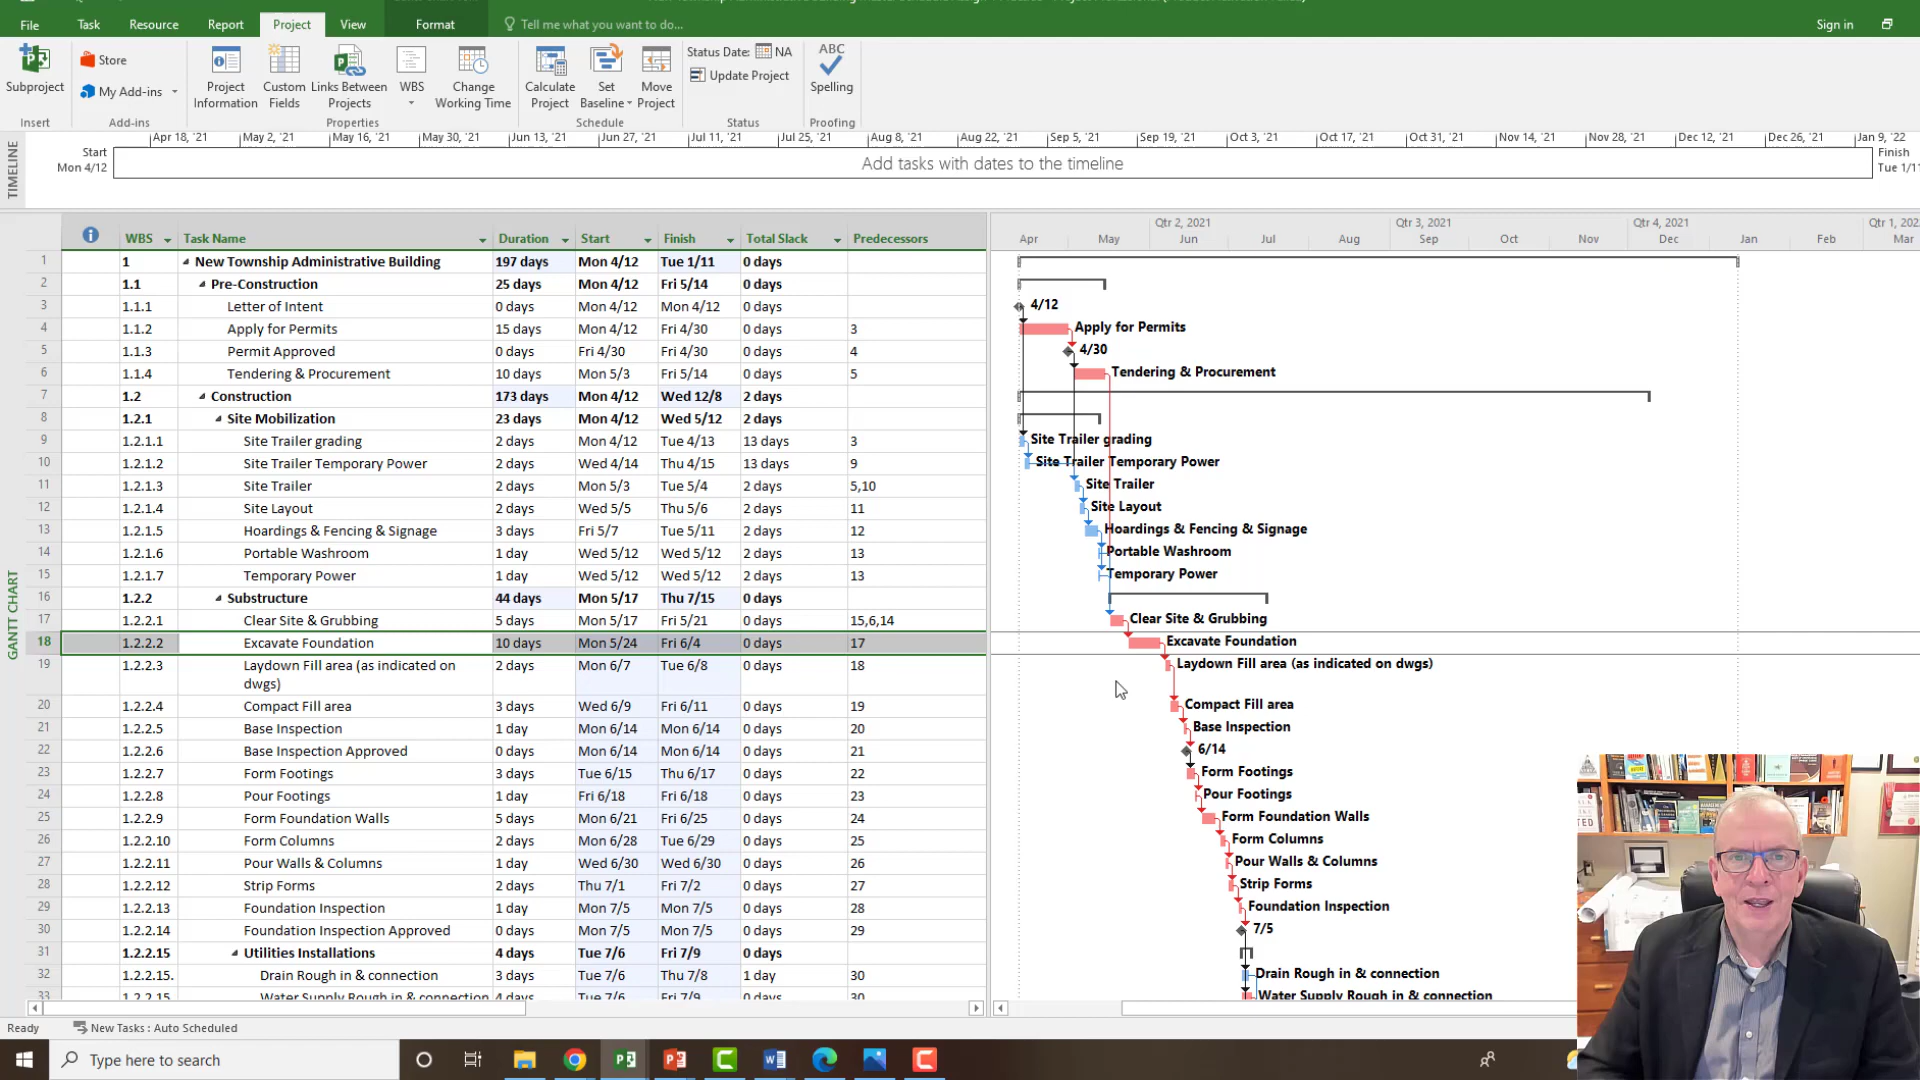 File Task Resource Report Project View Format Tell me what you want to do... Sign in
Subproject Store My Add-ins Project Information Custom Fields Links Between Projects WBS Change Working Time Calculate Project Set Baseline Move Project Status Date: NA Update Project ABC Spelling
Insert Add-ins Properties Schedule Status Proofing
Apr 18, '21 May 2, '21 May 16, '21 May 30, '21 Jun 13, '21 Jun 27, '21 Jul 11, '21 Jul 25, '21 Aug 8, '21 Aug 22, '21 Sep 5, '21 Sep 19, '21 Oct 3, '21 Oct 17, '21 Oct 31, '21 Nov 14, '21 Nov 28, '21 Dec 12, '21 Dec 26, '21 Jan 9, '22
TIMELINE
Start
Mon 4/12
Add tasks with dates to the timeline
Finish
Tue 1/11
Qtr 2, 2021 Qtr 3, 2021 Qtr 4, 2021 Qtr 1,
WBS Task Name Duration Start Finish Total Slack Predecessors
Apr May Jun Jul Aug Sep Oct Nov Dec Jan Feb Mar
GANTT CHART
1 1 New Township Administrative Building 197 days Mon 4/12 Tue 1/11 0 days
2 1.1 Pre-Construction 25 days Mon 4/12 Fri 5/14 0 days
3 1.1.1 Letter of Intent 0 days Mon 4/12 Mon 4/12 0 days 4/12
4 1.1.2 Apply for Permits 15 days Mon 4/12 Fri 4/30 0 days 3 Apply for Permits
5 1.1.3 Permit Approved 0 days Fri 4/30 Fri 4/30 0 days 4 4/30
6 1.1.4 Tendering & Procurement 10 days Mon 5/3 Fri 5/14 0 days 5 Tendering & Procurement
7 1.2 Construction 173 days Mon 4/12 Wed 12/8 2 days
8 1.2.1 Site Mobilization 23 days Mon 4/12 Wed 5/12 2 days
9 1.2.1.1 Site Trailer grading 2 days Mon 4/12 Tue 4/13 13 days 3 Site Trailer grading
10 1.2.1.2 Site Trailer Temporary Power 2 days Wed 4/14 Thu 4/15 13 days 9 Site Trailer Temporary Power
11 1.2.1.3 Site Trailer 2 days Mon 5/3 Tue 5/4 2 days 5,10 Site Trailer
12 1.2.1.4 Site Layout 2 days Wed 5/5 Thu 5/6 2 days 11 Site Layout
13 1.2.1.5 Hoardings & Fencing & Signage 3 days Fri 5/7 Tue 5/11 2 days 12 Hoardings & Fencing & Signage
14 1.2.1.6 Portable Washroom 1 day Wed 5/12 Wed 5/12 2 days 13 Portable Washroom
15 1.2.1.7 Temporary Power 1 day Wed 5/12 Wed 5/12 2 days 13 Temporary Power
16 1.2.2 Substructure 44 days Mon 5/17 Thu 7/15 0 days
17 1.2.2.1 Clear Site & Grubbing 5 days Mon 5/17 Fri 5/21 0 days 15,6,14 Clear Site & Grubbing
18 1.2.2.2 Excavate Foundation 10 days Mon 5/24 Fri 6/4 0 days 17 Excavate Foundation
19 1.2.2.3 Laydown Fill area (as indicated on 2 days Mon 6/7 Tue 6/8 0 days 18 Laydown Fill area (as indicated on dwgs)
dwgs)
20 1.2.2.4 Compact Fill area 3 days Wed 6/9 Fri 6/11 0 days 19 Compact Fill area
21 1.2.2.5 Base Inspection 1 day Mon 6/14 Mon 6/14 0 days 20 Base Inspection
22 1.2.2.6 Base Inspection Approved 0 days Mon 6/14 Mon 6/14 0 days 21 6/14
23 1.2.2.7 Form Footings 3 days Tue 6/15 Thu 6/17 0 days 22 Form Footings
24 1.2.2.8 Pour Footings 1 day Fri 6/18 Fri 6/18 0 days 23 Pour Footings
25 1.2.2.9 Form Foundation Walls 5 days Mon 6/21 Fri 6/25 0 days 24 Form Foundation Walls
26 1.2.2.10 Form Columns 2 days Mon 6/28 Tue 6/29 0 days 25 Form Columns
27 1.2.2.11 Pour Walls & Columns 1 day Wed 6/30 Wed 6/30 0 days 26 Pour Walls & Columns
28 1.2.2.12 Strip Forms 2 days Thu 7/1 Fri 7/2 0 days 27 Strip Forms
29 1.2.2.13 Foundation Inspection 1 day Mon 7/5 Mon 7/5 0 days 28 Foundation Inspection
30 1.2.2.14 Foundation Inspection Approved 0 days Mon 7/5 Mon 7/5 0 days 29 7/5
31 1.2.2.15 Utilities Installations 4 days Tue 7/6 Fri 7/9 0 days
32 1.2.2.15. Drain Rough in & connection 3 days Tue 7/6 Thu 7/8 1 day 30 Drain Rough in & connection
33 1.2.2.15 Water Supply Rough in & connection 4 days Tue 7/6 Fri 7/9 0 days 30 Water Supply Rough in & connection
Ready New Tasks : Auto Scheduled
Type here to search